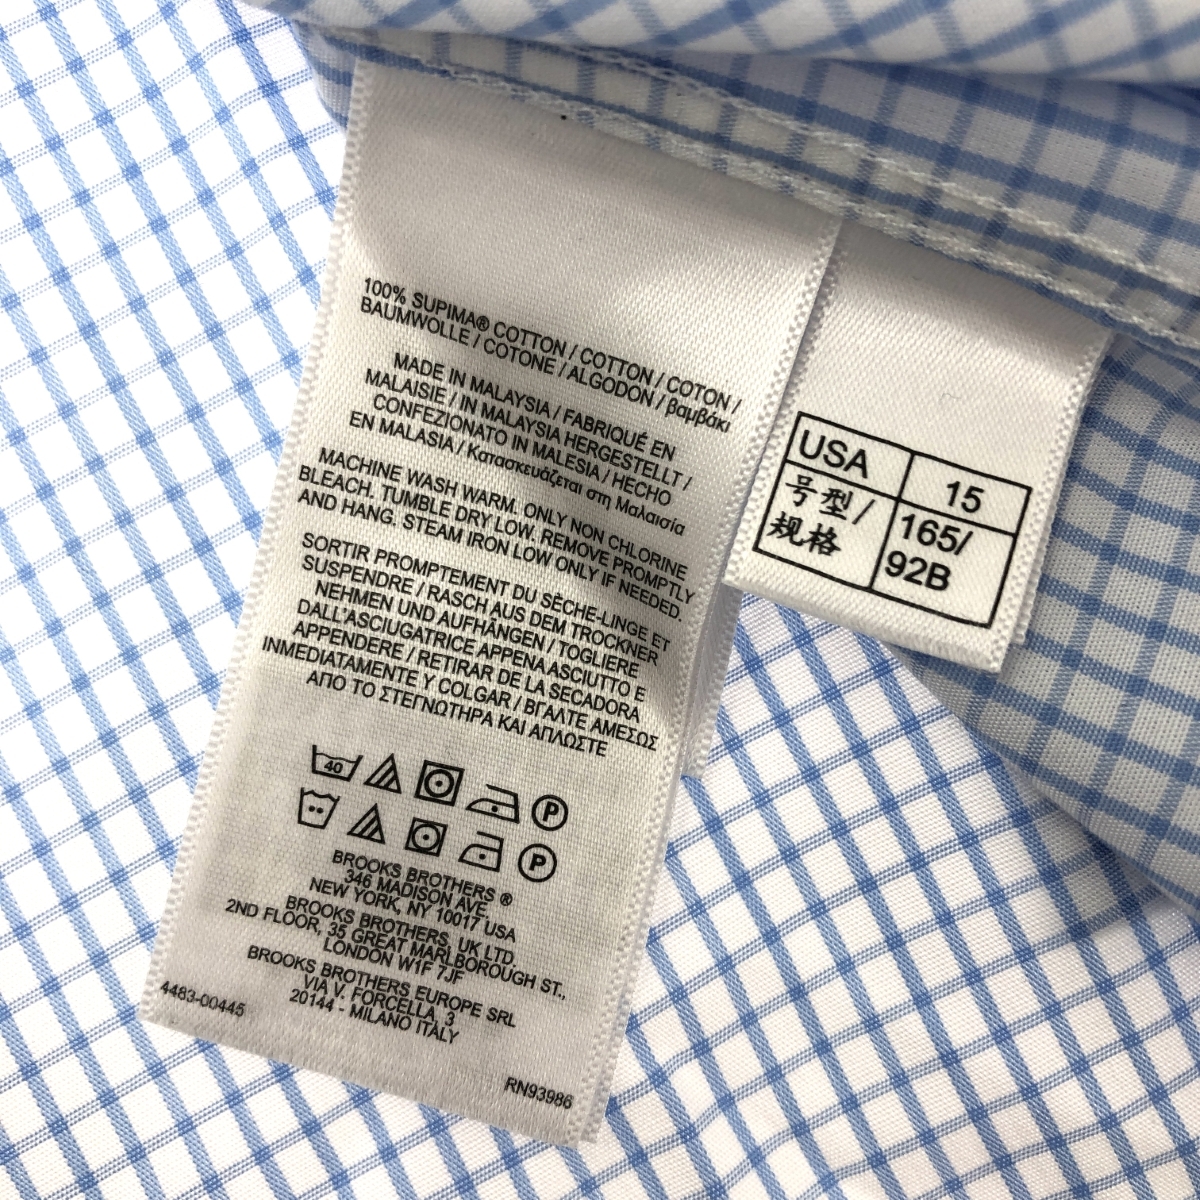 100% SUPIMA® COTTON / COTTON / COTON /
BAUMWOLLE / COTONE / ALGODON / βαμβάκι
MADE IN MALAYSIA / FABRIQUÉ EN
MALAISIE / IN MALAYSIA HERGESTELLT /
CONFEZIONATO IN MALESIA / HECHO
EN MALASIA / Κατασκευάζεται στη Μαλαισία
MACHINE WASH WARM. ONLY NON CHLORINE
BLEACH. TUMBLE DRY LOW. REMOVE PROMPTLY
AND HANG. STEAM IRON LOW ONLY IF NEEDED.
SORTIR PROMPTEMENT DU SÈCHE-LINGE ET
SUSPENDRE / RASCH AUS DEM TROCKNER
NEHMEN UND AUFHÄNGEN / TOGLIERE
DALL'ASCIUGATRICE APPENA ASCIUTTO E
APPENDERE / RETIRAR DE LA SECADORA
INMEDIATAMENTE Y COLGAR / ΒΓΑΛΤΕ ΑΜΕΣΩΣ
ΑΠΟ ΤΟ ΣΤΕΓΝΩΤΗΡΑ ΚΑΙ ΑΠΛΩΣΤΕ
40
P
P
BROOKS BROTHERS ®
346 MADISON AVE.
NEW YORK, NY 10017 USA
BROOKS BROTHERS, UK LTD.
2ND FLOOR, 35 GREAT MARLBOROUGH ST.,
LONDON W1F 7JF
BROOKS BROTHERS EUROPE SRL
VIA V. FORCELLA, 3,
20144 - MILANO ITALY
4483-00445
RN93986
USA 15
号型/ 165/
规格 92B